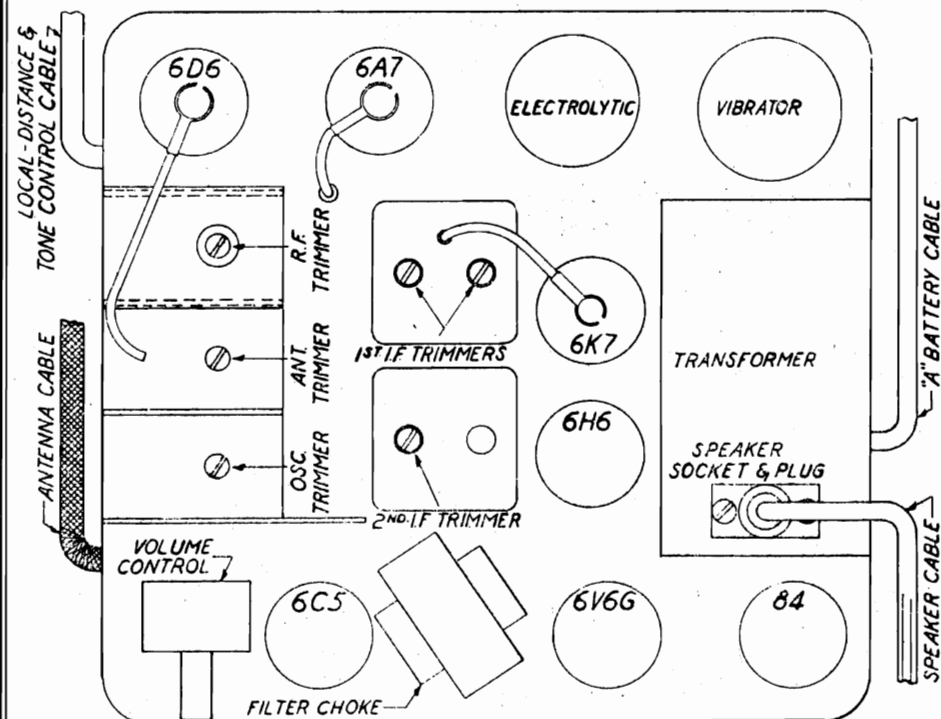 LOCAL-DISTANCE &
TONE CONTROL CABLE
6D6
6A7
ELECTROLYTIC
VIBRATOR
R.F.
TRIMMER
ANT.
TRIMMER
OSC.
TRIMMER
1ST. I.F TRIMMERS
6K7
TRANSFORMER
"A" BATTERY CABLE
ANTENNA CABLE
6H6
SPEAKER
SOCKET & PLUG
2ND. I.F TRIMMER
VOLUME
CONTROL
6C5
6V6G
84
SPEAKER CABLE
FILTER CHOKE